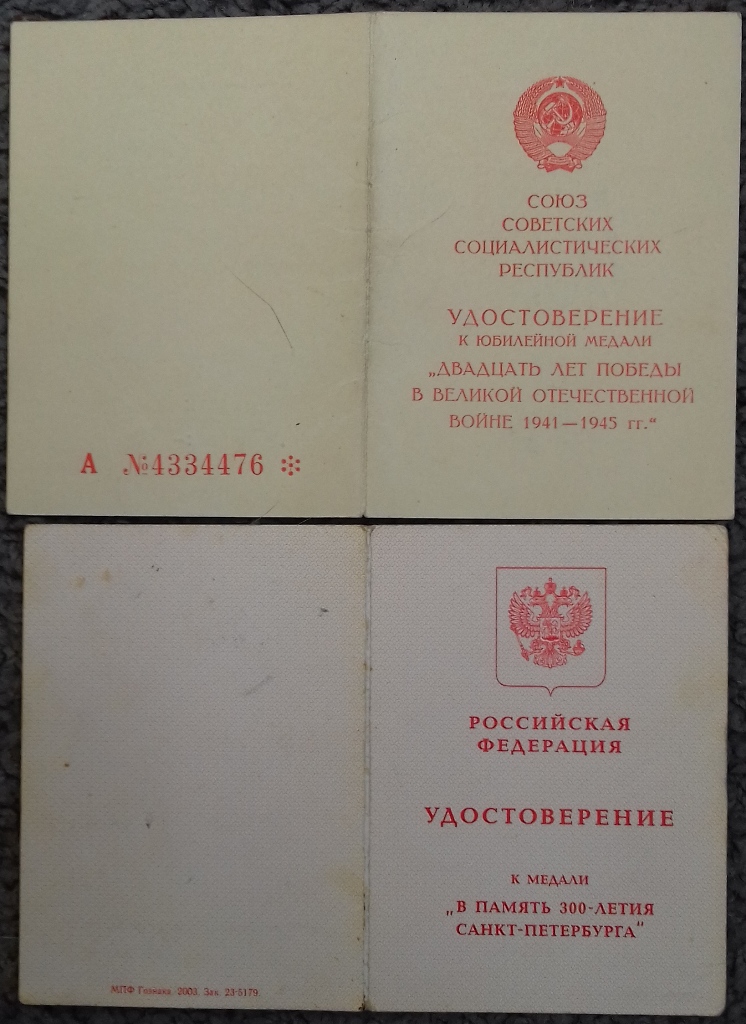 СОЮЗ
СОВЕТСКИХ
СОЦИАЛИСТИЧЕСКИХ
РЕСПУБЛИК
УДОСТОВЕРЕНИЕ
К ЮБИЛЕЙНОЙ МЕДАЛИ
„ДВАДЦАТЬ ЛЕТ ПОБЕДЫ
В ВЕЛИКОЙ ОТЕЧЕСТВЕННОЙ
ВОЙНЕ 1941—1945 гг.“
А №4334476
РОССИЙСКАЯ
ФЕДЕРАЦИЯ
УДОСТОВЕРЕНИЕ
К МЕДАЛИ
„В ПАМЯТЬ 300-ЛЕТИЯ
САНКТ-ПЕТЕРБУРГА"
МПФ Гознака. 2003. Зак. 23-5179.